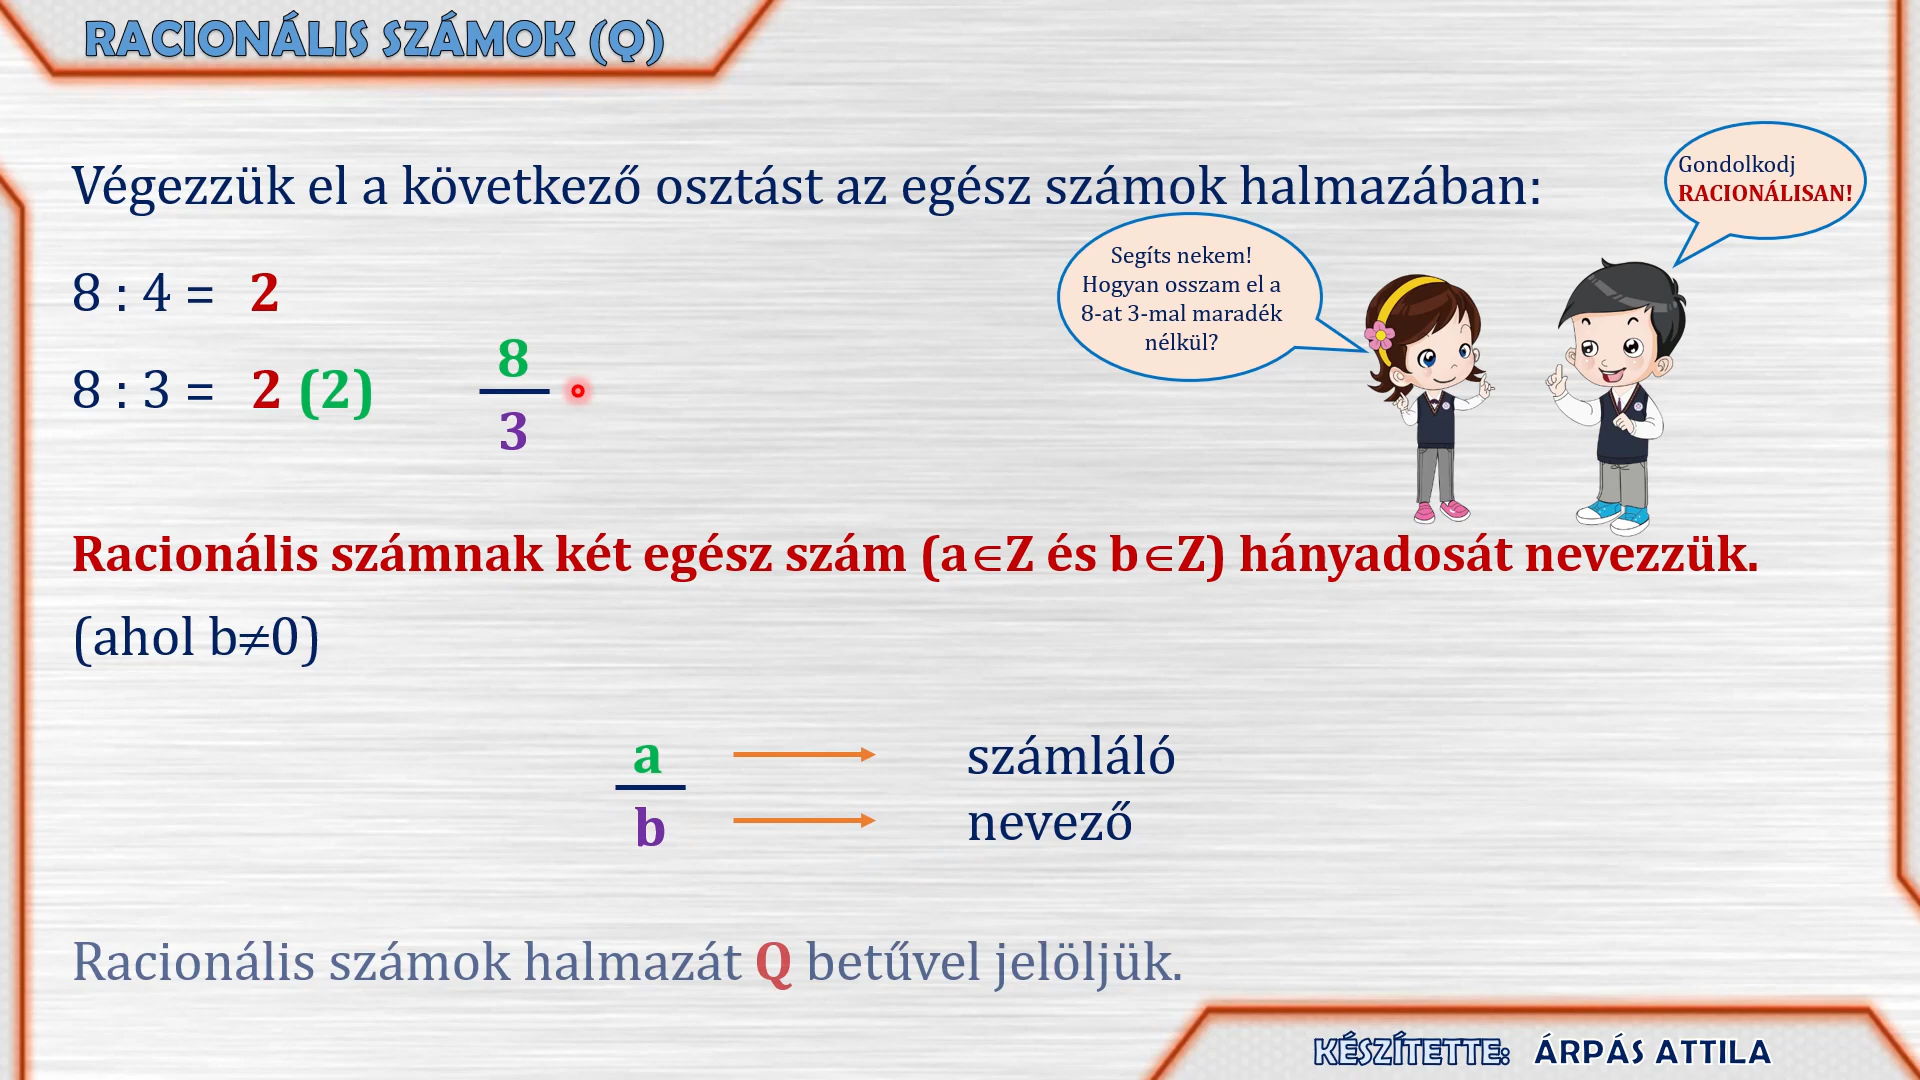 RACIONÁLIS SZÁMOK (Q)
Végezzük el a következő osztást az egész számok halmazában:
Gondolkodj
RACIONÁLISAN!
Segíts nekem!
Hogyan osszam el a
8-at 3-mal maradék
nélkül?
8 : 4 = 2
8 : 3 = 2 (2)
8
3
Racionális számnak két egész szám (a∈Z és b∈Z) hányadosát nevezzük.
(ahol b≠0)
a
számláló
b
nevező
Racionális számok halmazát Q betűvel jelöljük.
KÉSZÍTETTE: ÁRPÁS ATTILA